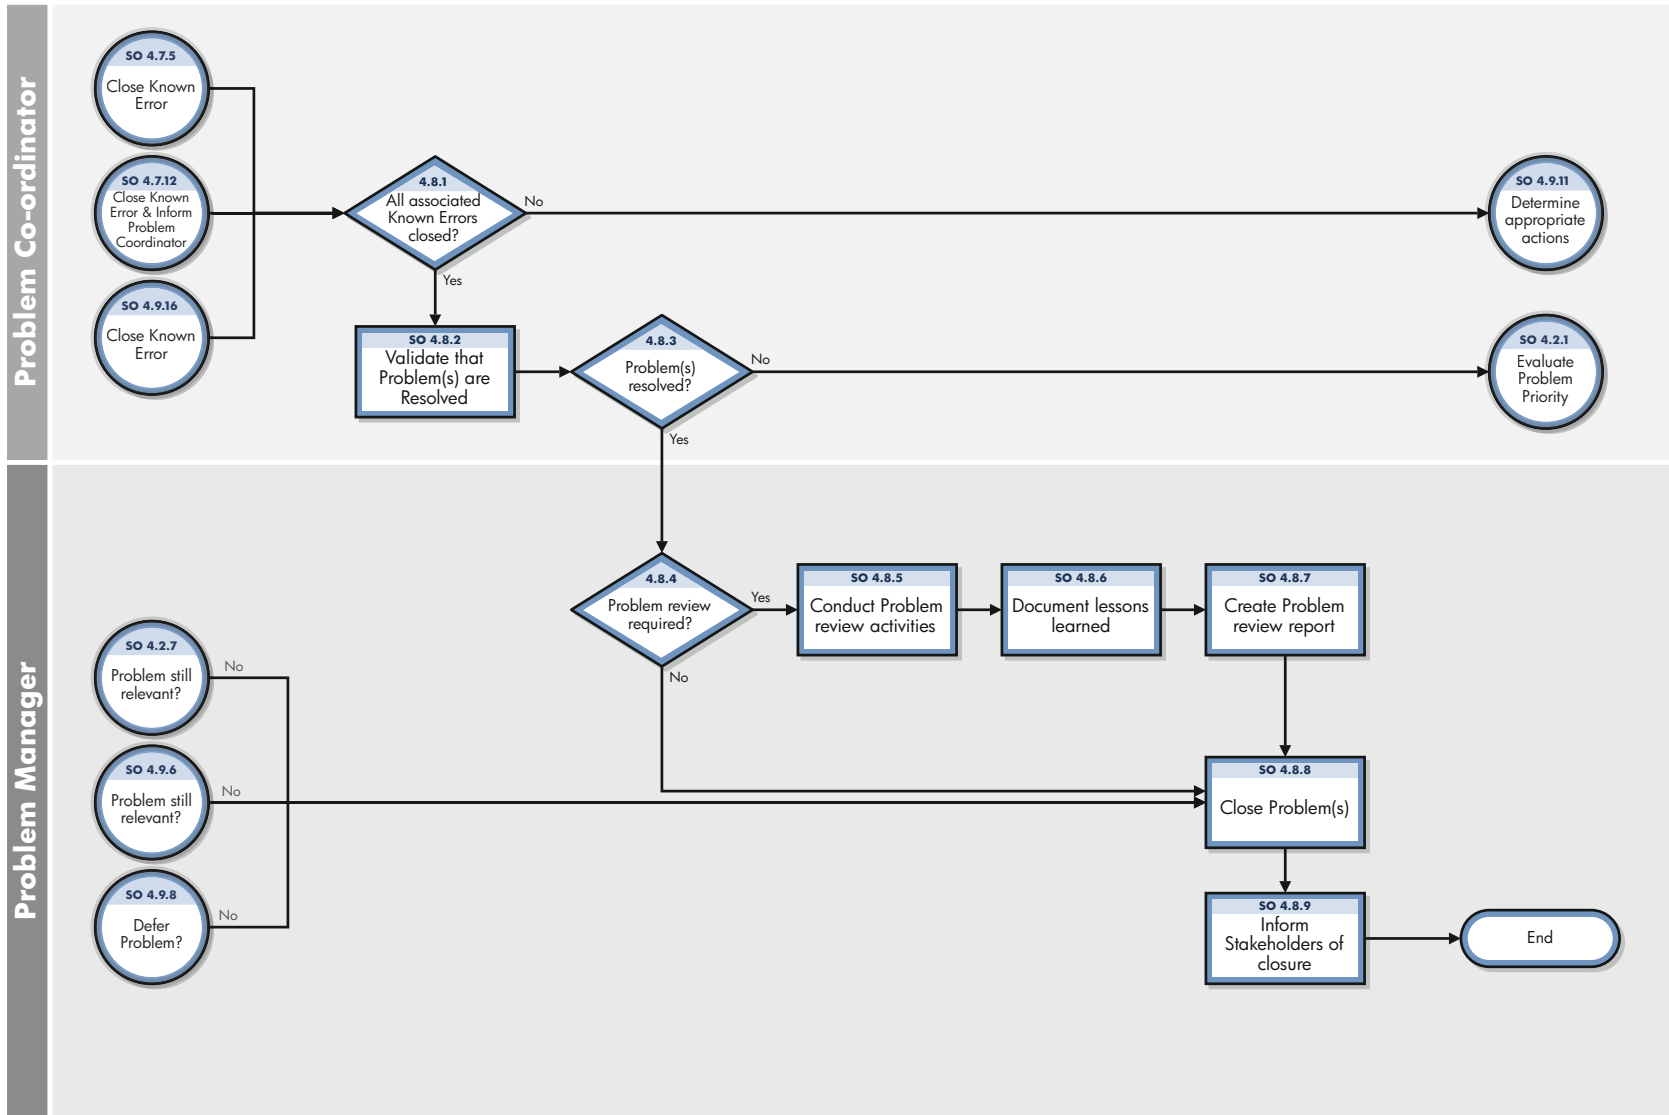 Problem Co-ordinator
SO 4.7.5
Close Known
Error
SO 4.7.12
Close Known
Error & Inform
Problem
Coordinator
SO 4.9.16
Close Known
Error
4.8.1
All associated
Known Errors
closed?
No
Yes
SO 4.9.11
Determine
appropriate
actions
SO 4.8.2
Validate that
Problem(s) are
Resolved
4.8.3
Problem(s)
resolved?
No
Yes
SO 4.2.1
Evaluate
Problem
Priority
Problem Manager
4.8.4
Problem review
required?
Yes
No
SO 4.8.5
Conduct Problem
review activities
SO 4.8.6
Document lessons
learned
SO 4.8.7
Create Problem
review report
SO 4.2.7
Problem still
relevant?
No
SO 4.9.6
Problem still
relevant?
No
SO 4.9.8
Defer
Problem?
No
SO 4.8.8
Close Problem(s)
SO 4.8.9
Inform
Stakeholders of
closure
End